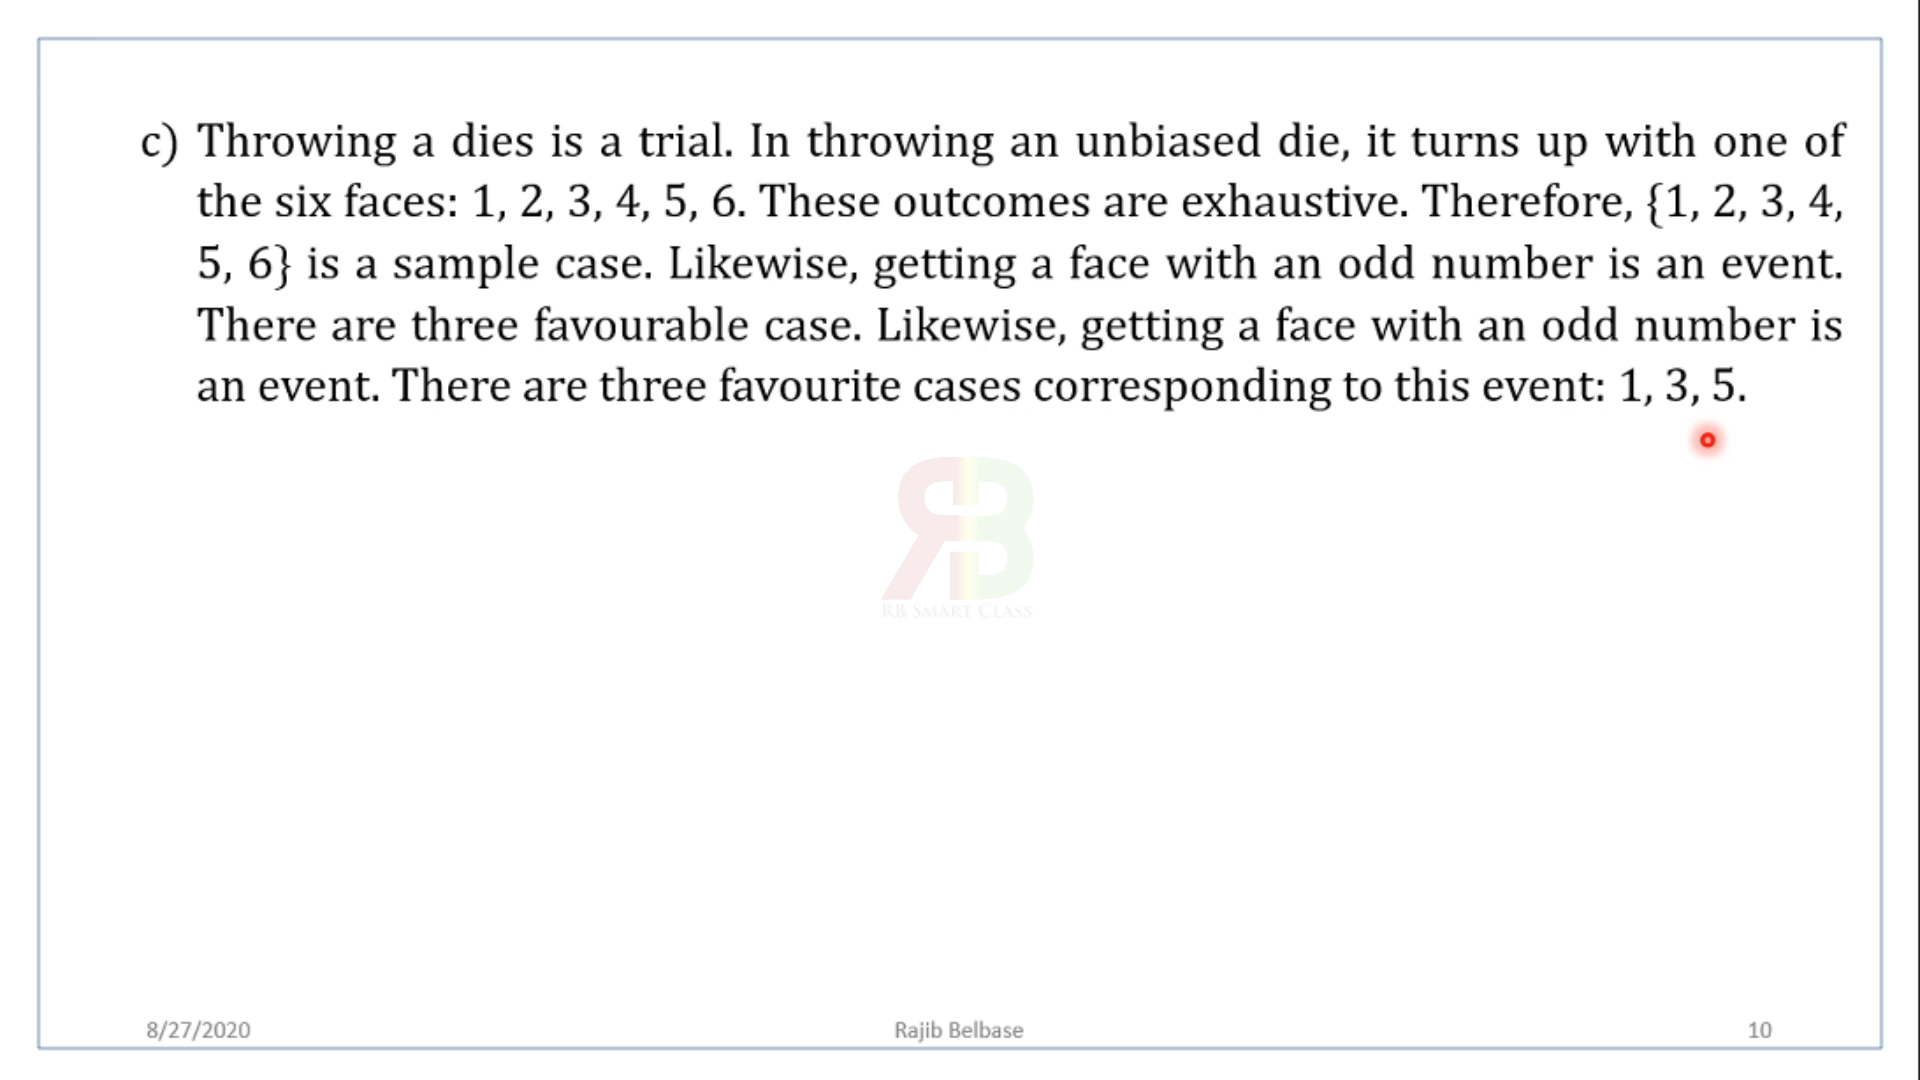 c) Throwing a dies is a trial. In throwing an unbiased die, it turns up with one of
the six faces: 1, 2, 3, 4, 5, 6. These outcomes are exhaustive. Therefore, {1, 2, 3, 4,
5, 6} is a sample case. Likewise, getting a face with an odd number is an event.
There are three favourable case. Likewise, getting a face with an odd number is
an event. There are three favourite cases corresponding to this event: 1, 3, 5.
RB
RB SMART CLASS
8/27/2020
Rajib Belbase
10